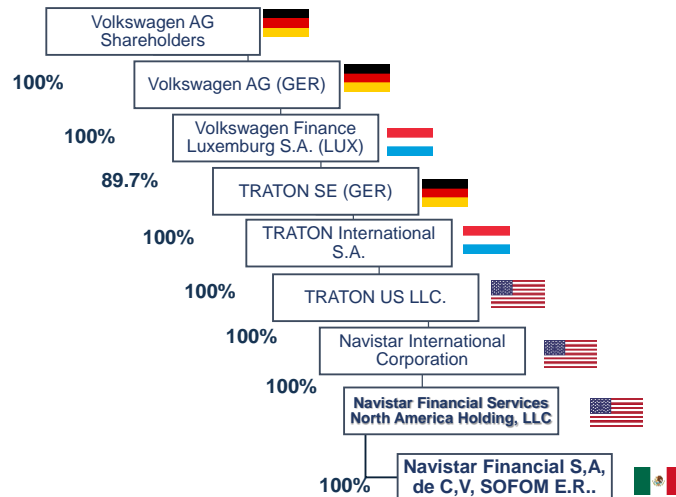 Volkswagen AG
Shareholders
100%
Volkswagen AG (GER)
100%
Volkswagen Finance
Luxemburg S.A. (LUX)
89.7%
TRATON SE (GER)
100%
TRATON International
S.A.
100%
TRATON US LLC.
100%
Navistar International
Corporation
100%
Navistar Financial Services
North America Holding, LLC
100%
Navistar Financial S,A,
de C,V, SOFOM E.R..